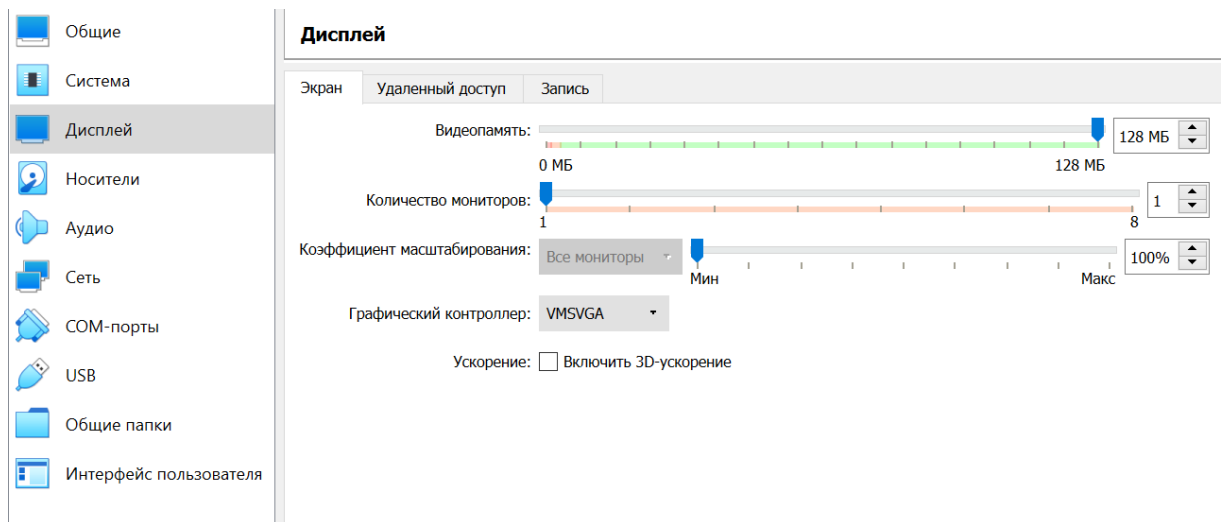 Общие
Система
Дисплей
Носители
Аудио
Сеть
COM-порты
USB
Общие папки
Интерфейс пользователя
Дисплей
Экран Удаленный доступ Запись
Видеопамять: 128 МБ
0 МБ 128 МБ
Количество мониторов: 1
1 8
Коэффициент масштабирования: Все мониторы 100%
Мин Макс
Графический контроллер: VMSVGA
Ускорение: Включить 3D-ускорение